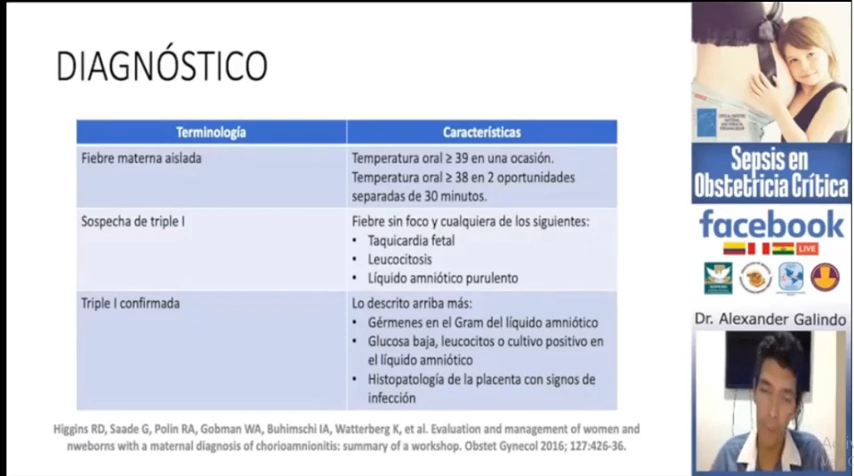 DIAGNÓSTICO
Terminología
Características
Fiebre materna aislada
Temperatura oral ≥ 39 en una ocasión.
Temperatura oral ≥ 38 en 2 oportunidades
separadas de 30 minutos.
Sospecha de triple I
Fiebre sin foco y cualquiera de los siguientes:
• Taquicardia fetal
• Leucocitosis
• Líquido amniótico purulento
Triple I confirmada
Lo descrito arriba más:
• Gérmenes en el Gram del líquido amniótico
• Glucosa baja, leucocitos o cultivo positivo en
el líquido amniótico
• Histopatología de la placenta con signos de
infección
Higgins RD, Saade G, Polin RA, Gobman WA, Buhimschi IA, Watterberg K, et al. Evaluation and management of women and
nweborns with a maternal diagnosis of chorioamnionitis: summary of a workshop. Obstet Gynecol 2016; 127:426-36.
Sepsis en
Obstetricia Crítica
facebook
LIVE
Dr. Alexander Galindo